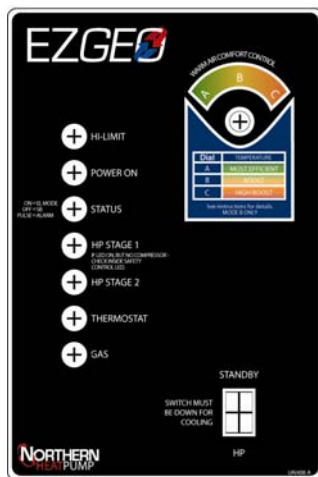 EZGEO
WARM AIR COMFORT CONTROL
A B C
HI-LIMIT
POWER ON
ON = EL MODE
OFF = SB
PULSE = ALARM
STATUS
HP STAGE 1
IF LED ON, BUT NO COMPRESSOR -
CHECK INSIDE SAFETY
CONTROL LED.
HP STAGE 2
THERMOSTAT
GAS
Dial TEMPERATURE
A MOST EFFICIENT
B BOOST
C HIGH BOOST
See instructions for details.
MODE B ONLY
STANDBY
SWITCH MUST
BE DOWN FOR
COOLING
HP
NORTHERN
HEATPUMP